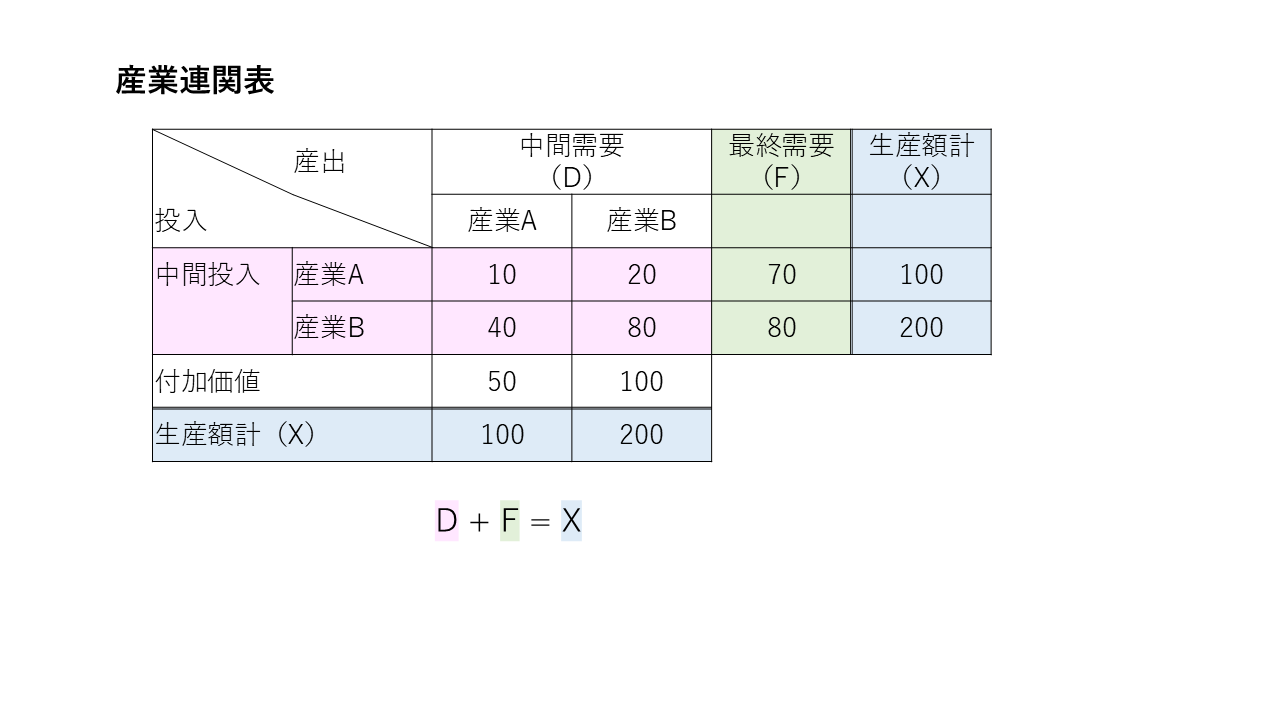 産業連関表
産出
投入
中間需要
（D）
最終需要
（F）
生産額計
（X）
産業A 産業B
中間投入 産業A 10 20 70 100
産業B 40 80 80 200
付加価値 50 100
生産額計（X） 100 200
D + F = X